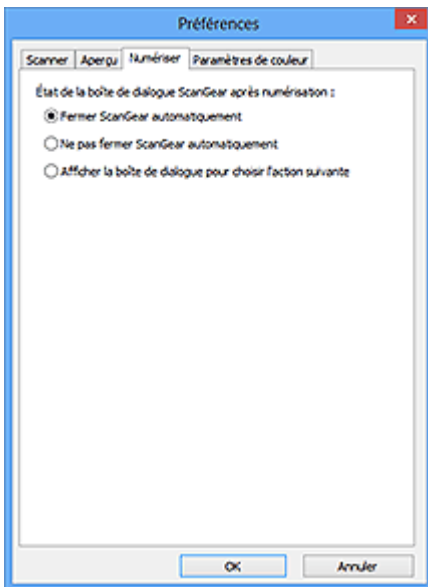 Préférences
Scanner Aperçu Numériser Paramètres de couleur
État de la boîte de dialogue ScanGear après numérisation :
Fermer ScanGear automatiquement
Ne pas fermer ScanGear automatiquement
Afficher la boîte de dialogue pour choisir l'action suivante
OK Annuler